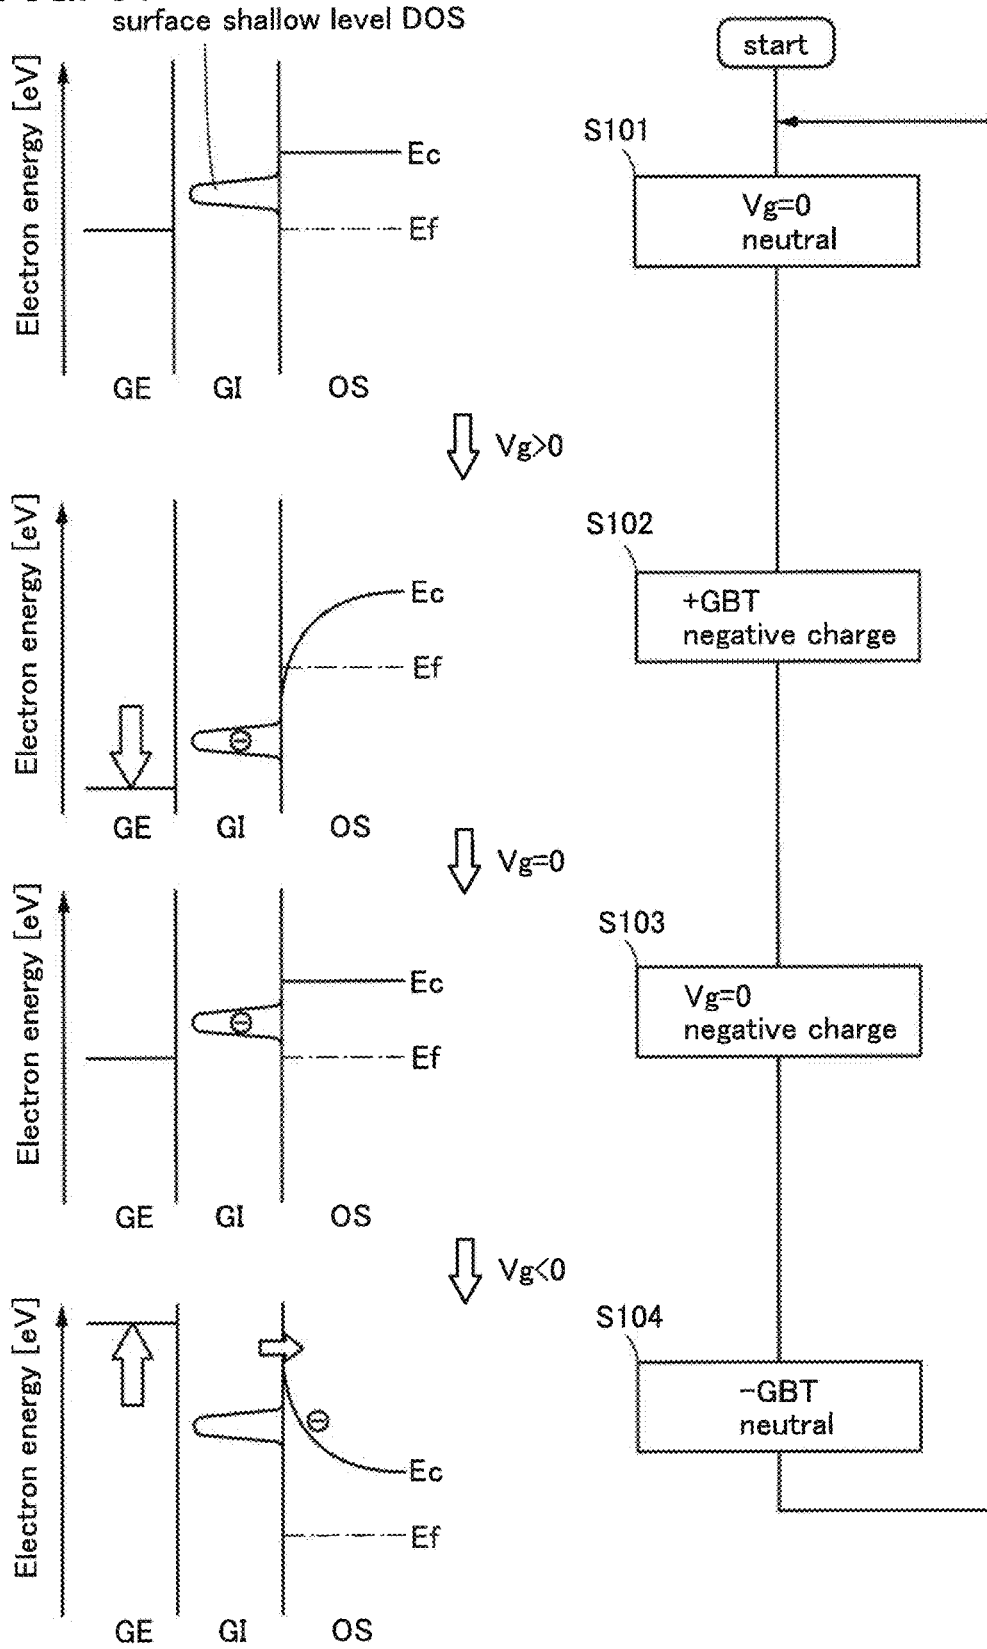 surface shallow level DOS
Electron energy [eV]
Ec
Ef
GE GI OS
start
S101
Vg=0
neutral
Vg>0
Electron energy [eV]
Ec
Ef
GE GI OS
S102
+GBT
negative charge
Vg=0
Electron energy [eV]
Ec
Ef
GE GI OS
S103
Vg=0
negative charge
Vg<0
Electron energy [eV]
Ec
Ef
GE GI OS
S104
-GBT
neutral